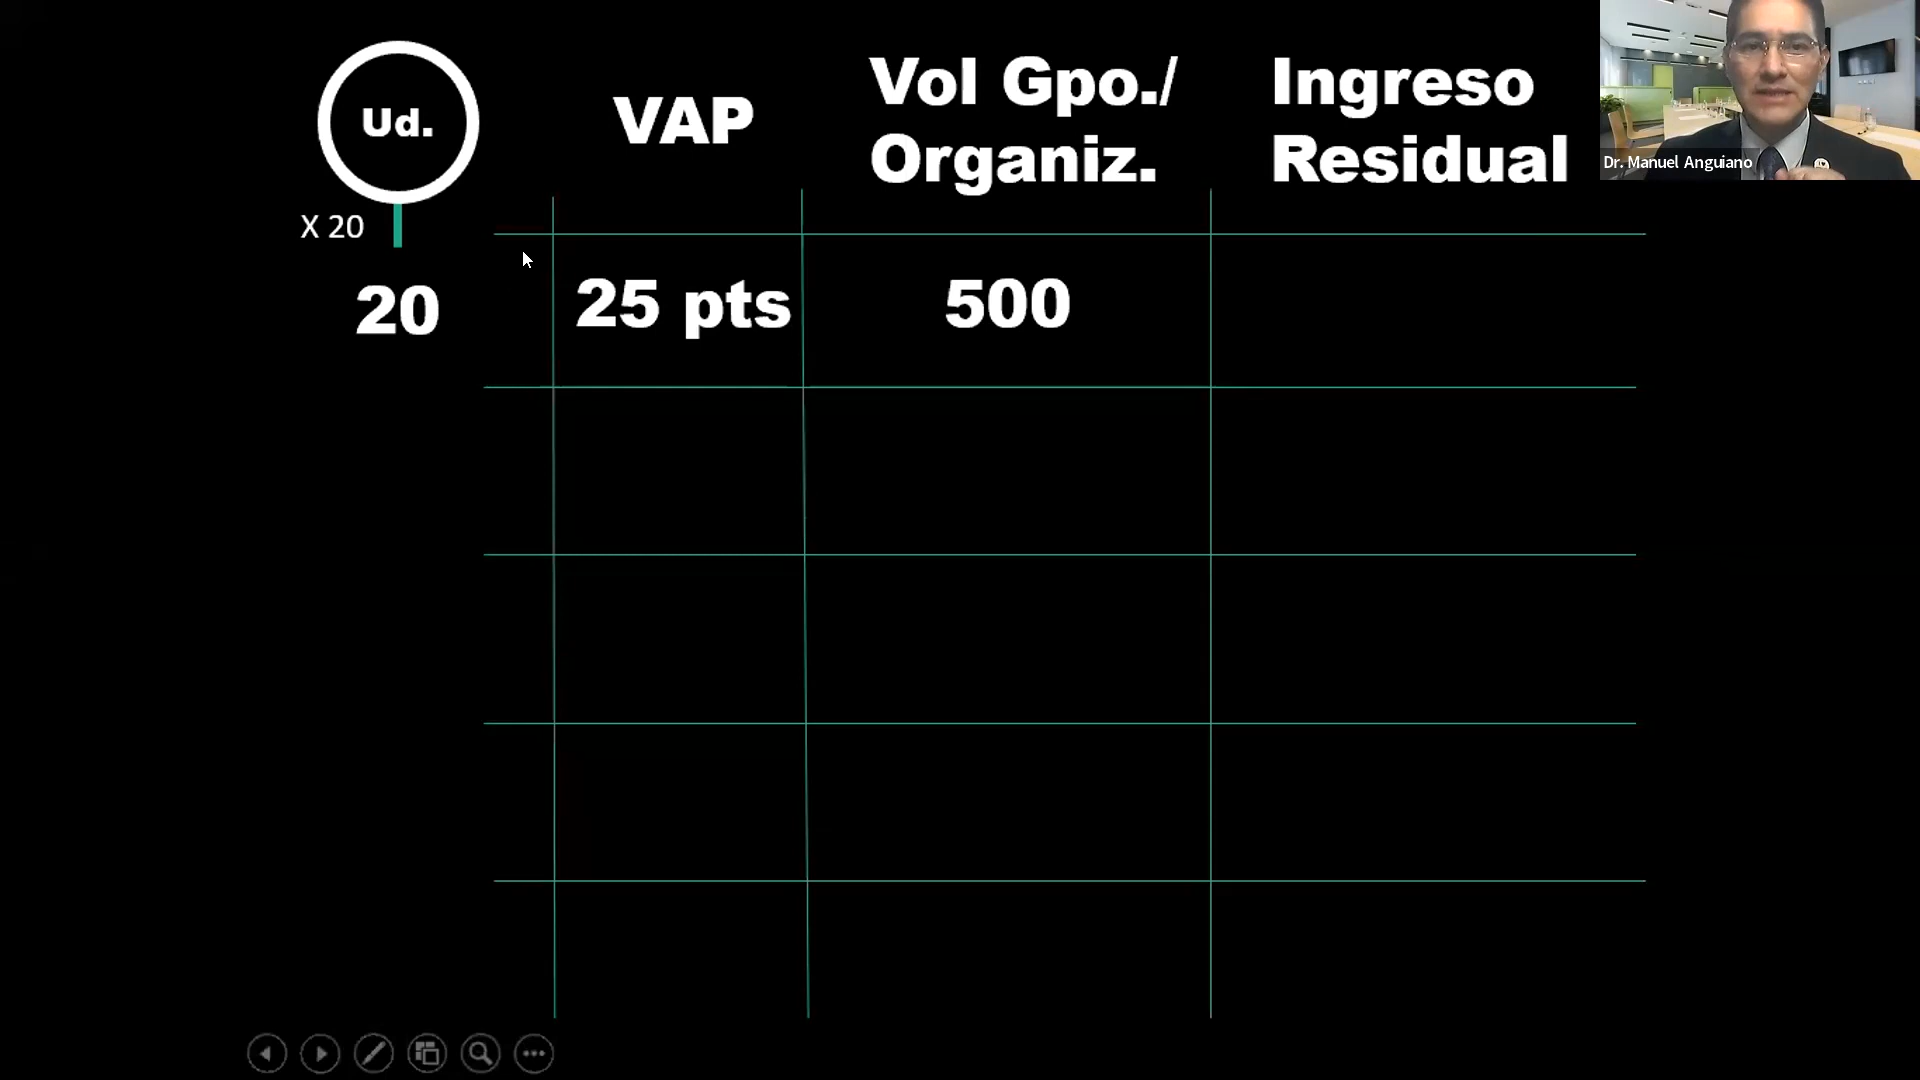 Ud.
VAP
Vol Gpo./
Organiz.
Ingreso
Residual
Dr. Manuel Anguiano
X 20
20
25 pts
500